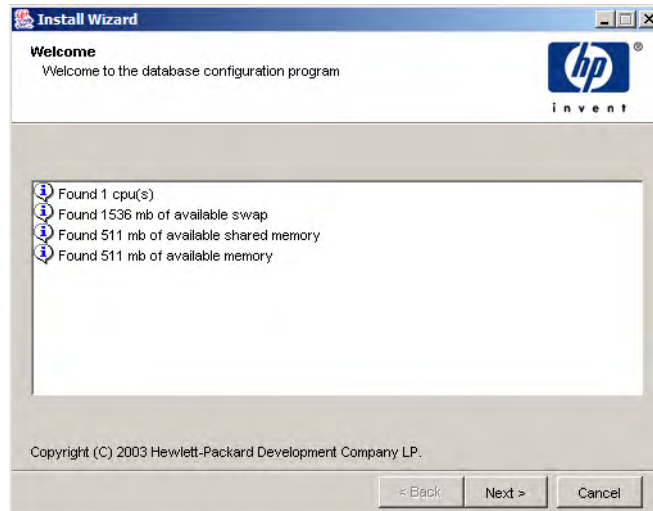 Install Wizard
Welcome
Welcome to the database configuration program
hp
®
invent
Found 1 cpu(s)
Found 1536 mb of available swap
Found 511 mb of available shared memory
Found 511 mb of available memory
Copyright (C) 2003 Hewlett-Packard Development Company LP.
< Back Next > Cancel